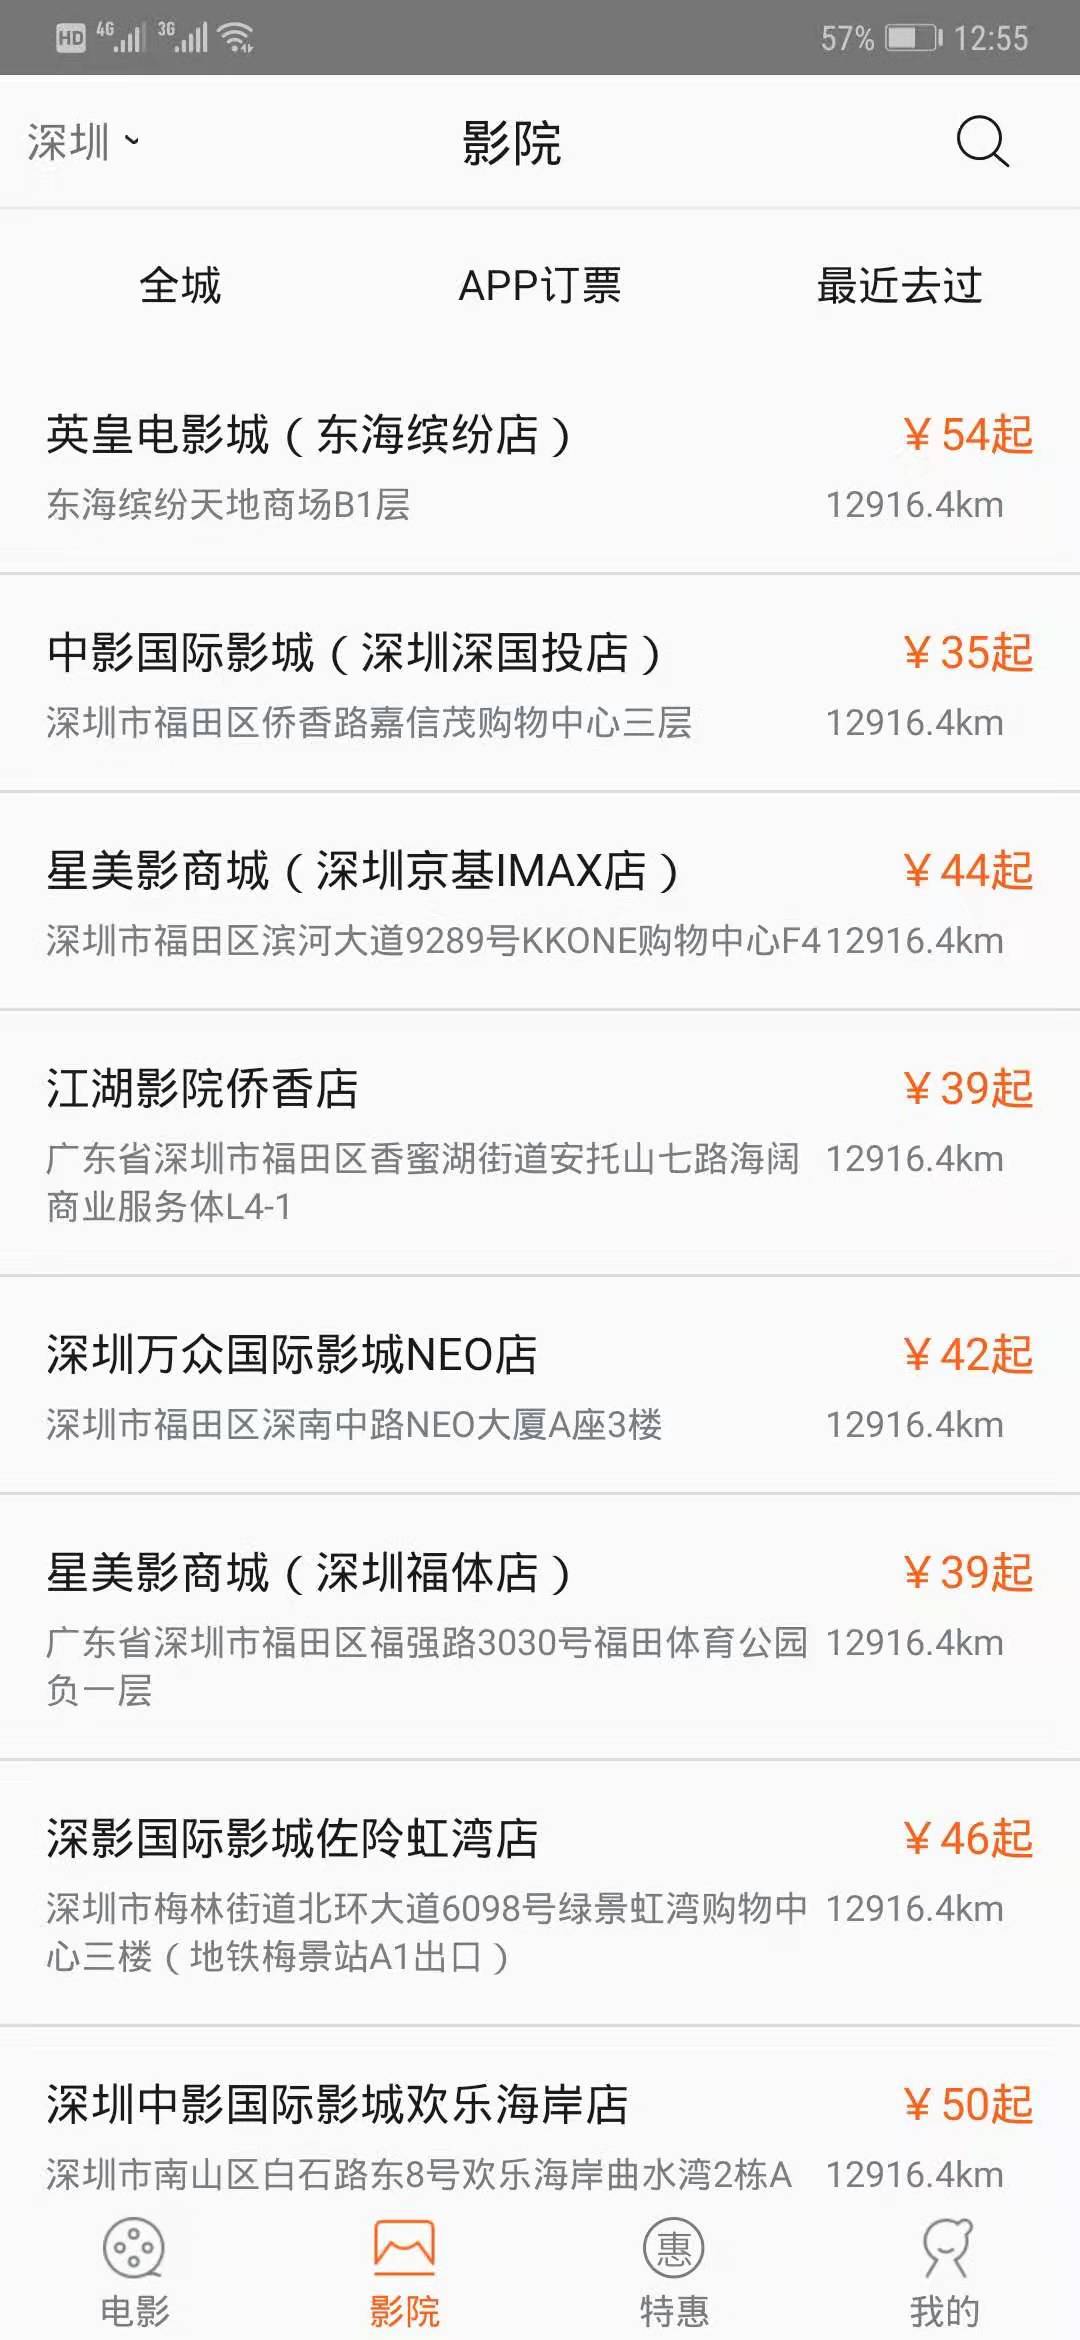 HD 4G 3G 57% 12:55
深圳 影院
全城 APP订票 最近去过
英皇电影城（东海缤纷店） ￥54起
东海缤纷天地商场B1层 12916.4km
中影国际影城（深圳深国投店） ￥35起
深圳市福田区侨香路嘉信茂购物中心三层 12916.4km
星美影商城（深圳京基IMAX店） ￥44起
深圳市福田区滨河大道9289号KKONE购物中心F4 12916.4km
江湖影院侨香店 ￥39起
广东省深圳市福田区香蜜湖街道安托山七路海阔 12916.4km
商业服务体L4-1
深圳万众国际影城NEO店 ￥42起
深圳市福田区深南中路NEO大厦A座3楼 12916.4km
星美影商城（深圳福体店） ￥39起
广东省深圳市福田区福强路3030号福田体育公园 12916.4km
负一层
深影国际影城佐阾虹湾店 ￥46起
深圳市梅林街道北环大道6098号绿景虹湾购物中 12916.4km
心三楼（地铁梅景站A1出口）
深圳中影国际影城欢乐海岸店 ￥50起
深圳市南山区白石路东8号欢乐海岸曲水湾2栋A 12916.4km
惠
电影 影院 特惠 我的